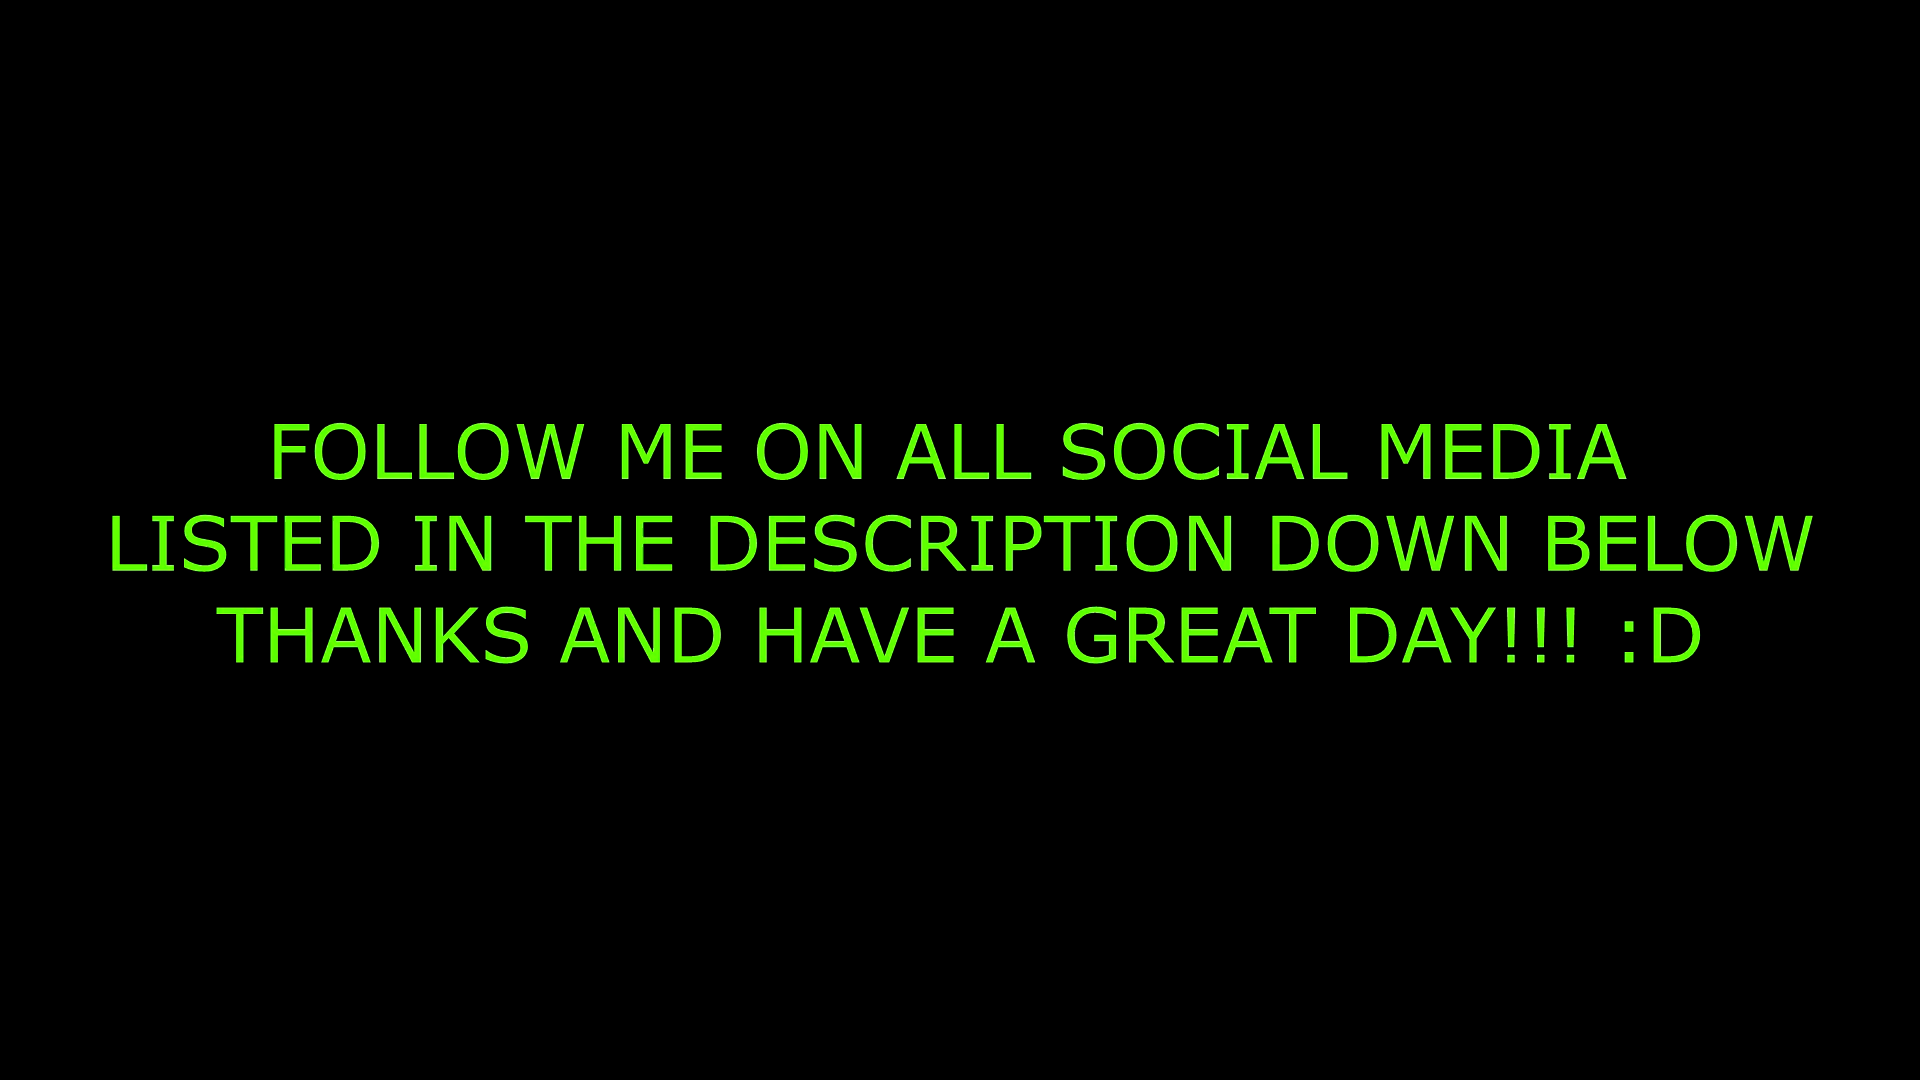 FOLLOW ME ON ALL SOCIAL MEDIA
LISTED IN THE DESCRIPTION DOWN BELOW
THANKS AND HAVE A GREAT DAY!!! :D